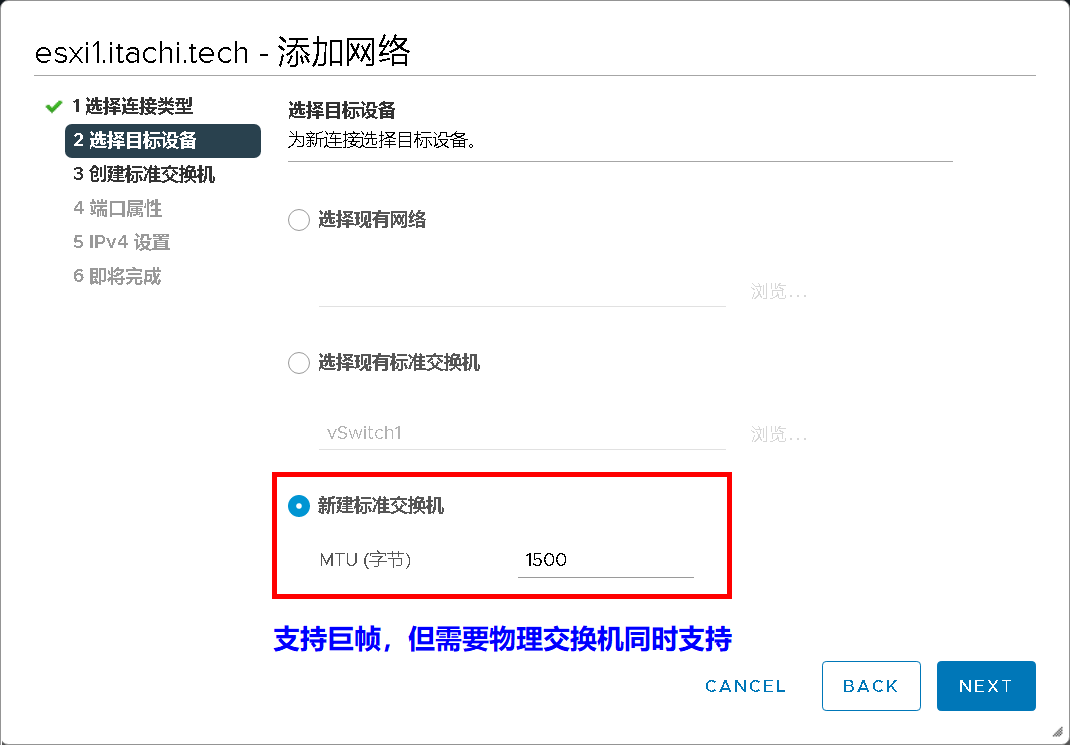 esxi1.itachi.tech - 添加网络
1 选择连接类型
2 选择目标设备
3 创建标准交换机
4 端口属性
5 IPv4 设置
6 即将完成
选择目标设备
为新连接选择目标设备。
选择现有网络
浏览...
选择现有标准交换机
vSwitch1 浏览...
新建标准交换机
MTU (字节) 1500
支持巨帧，但需要物理交换机同时支持
CANCEL BACK NEXT